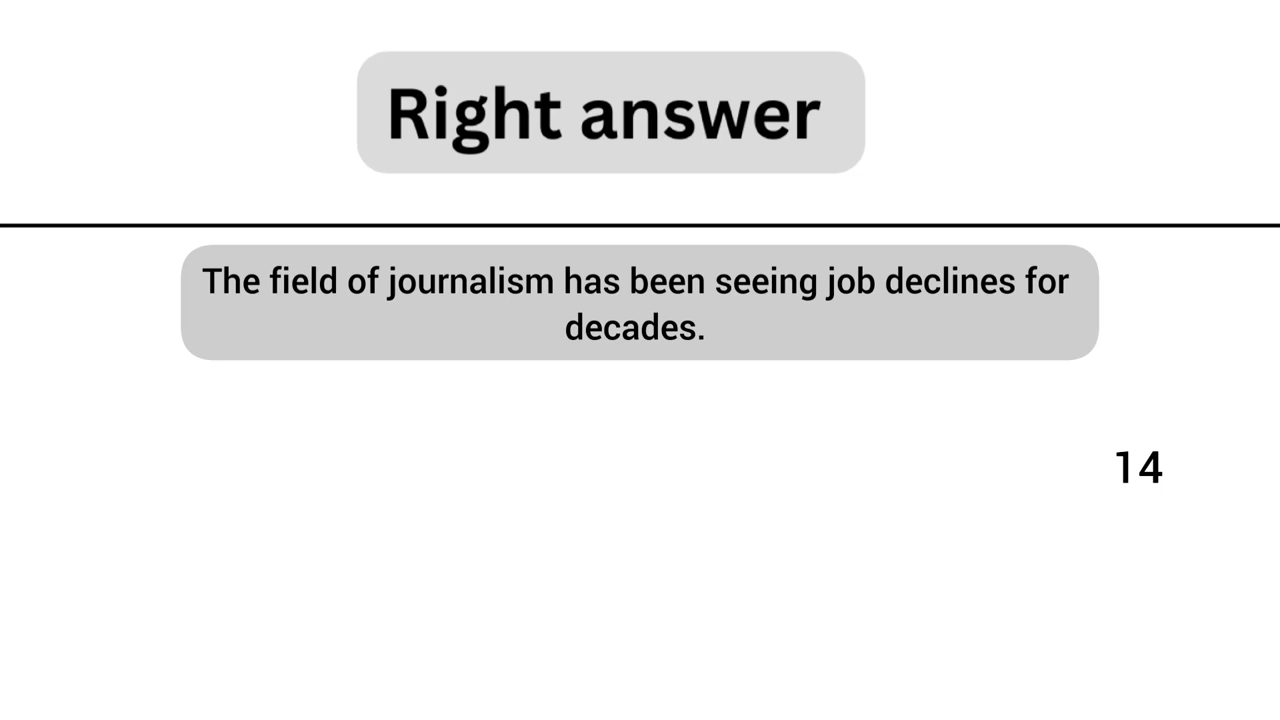 Right answer
The field of journalism has been seeing job declines for
decades.
14